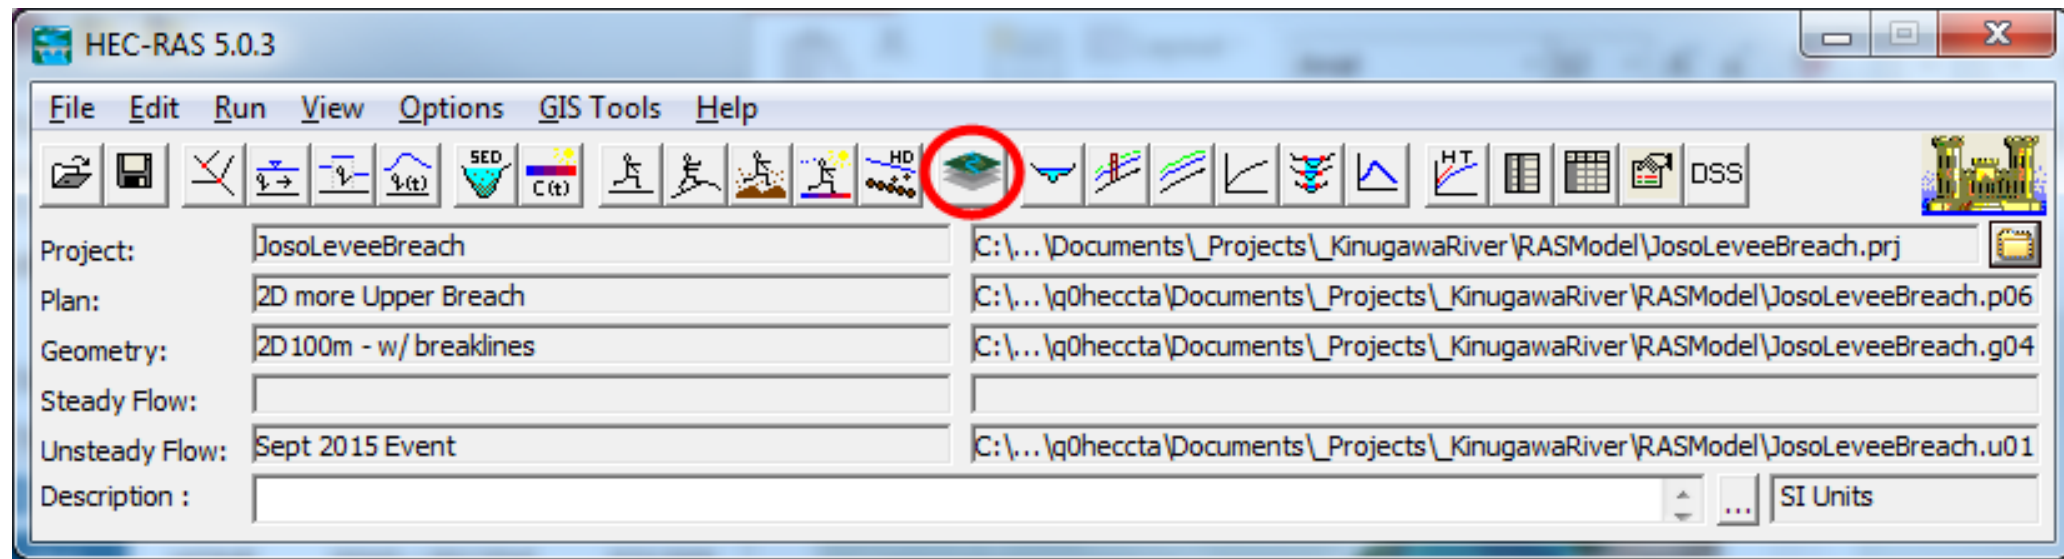 HEC-RAS 5.0.3
File Edit Run View Options GIS Tools Help
SED C (t) HD HT DSS
Project: JosoLeveeBreach C:\...\Documents\_Projects\_KinugawaRiver\RASModel\JosoLeveeBreach.prj
Plan: 2D more Upper Breach C:\...\q0heccta\Documents\_Projects\_KinugawaRiver\RASModel\JosoLeveeBreach.p06
Geometry: 2D100m - w/ breaklines C:\...\q0heccta\Documents\_Projects\_KinugawaRiver\RASModel\JosoLeveeBreach.g04
Steady Flow:
Unsteady Flow: Sept 2015 Event C:\...\q0heccta\Documents\_Projects\_KinugawaRiver\RASModel\JosoLeveeBreach.u01
Description : ... SI Units